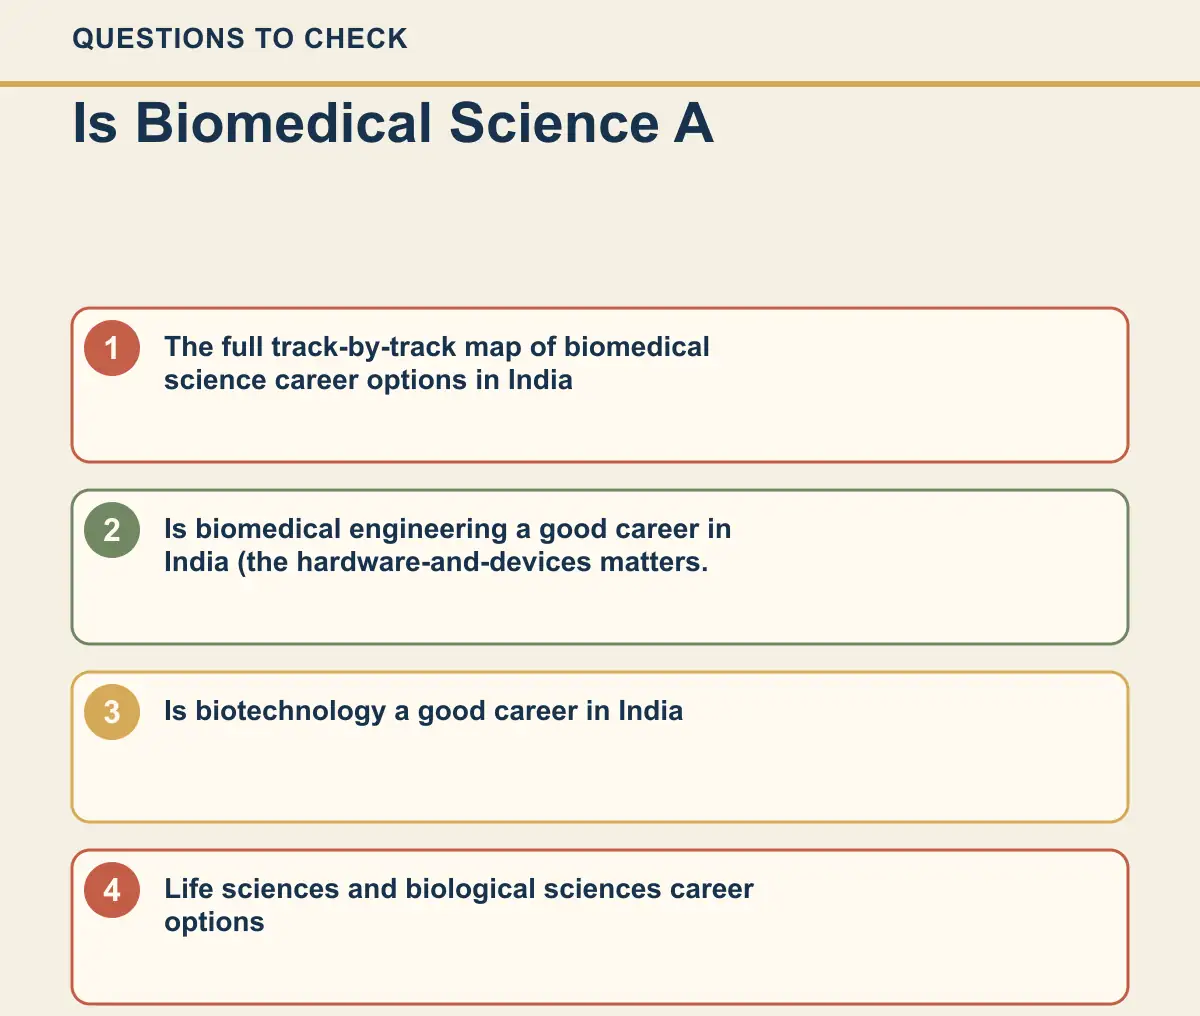 QUESTIONS TO CHECK
Is Biomedical Science A
1
The full track-by-track map of biomedical
science career options in India
2
Is biomedical engineering a good career in
India (the hardware-and-devices matters.
3
Is biotechnology a good career in India
4
Life sciences and biological sciences career
options